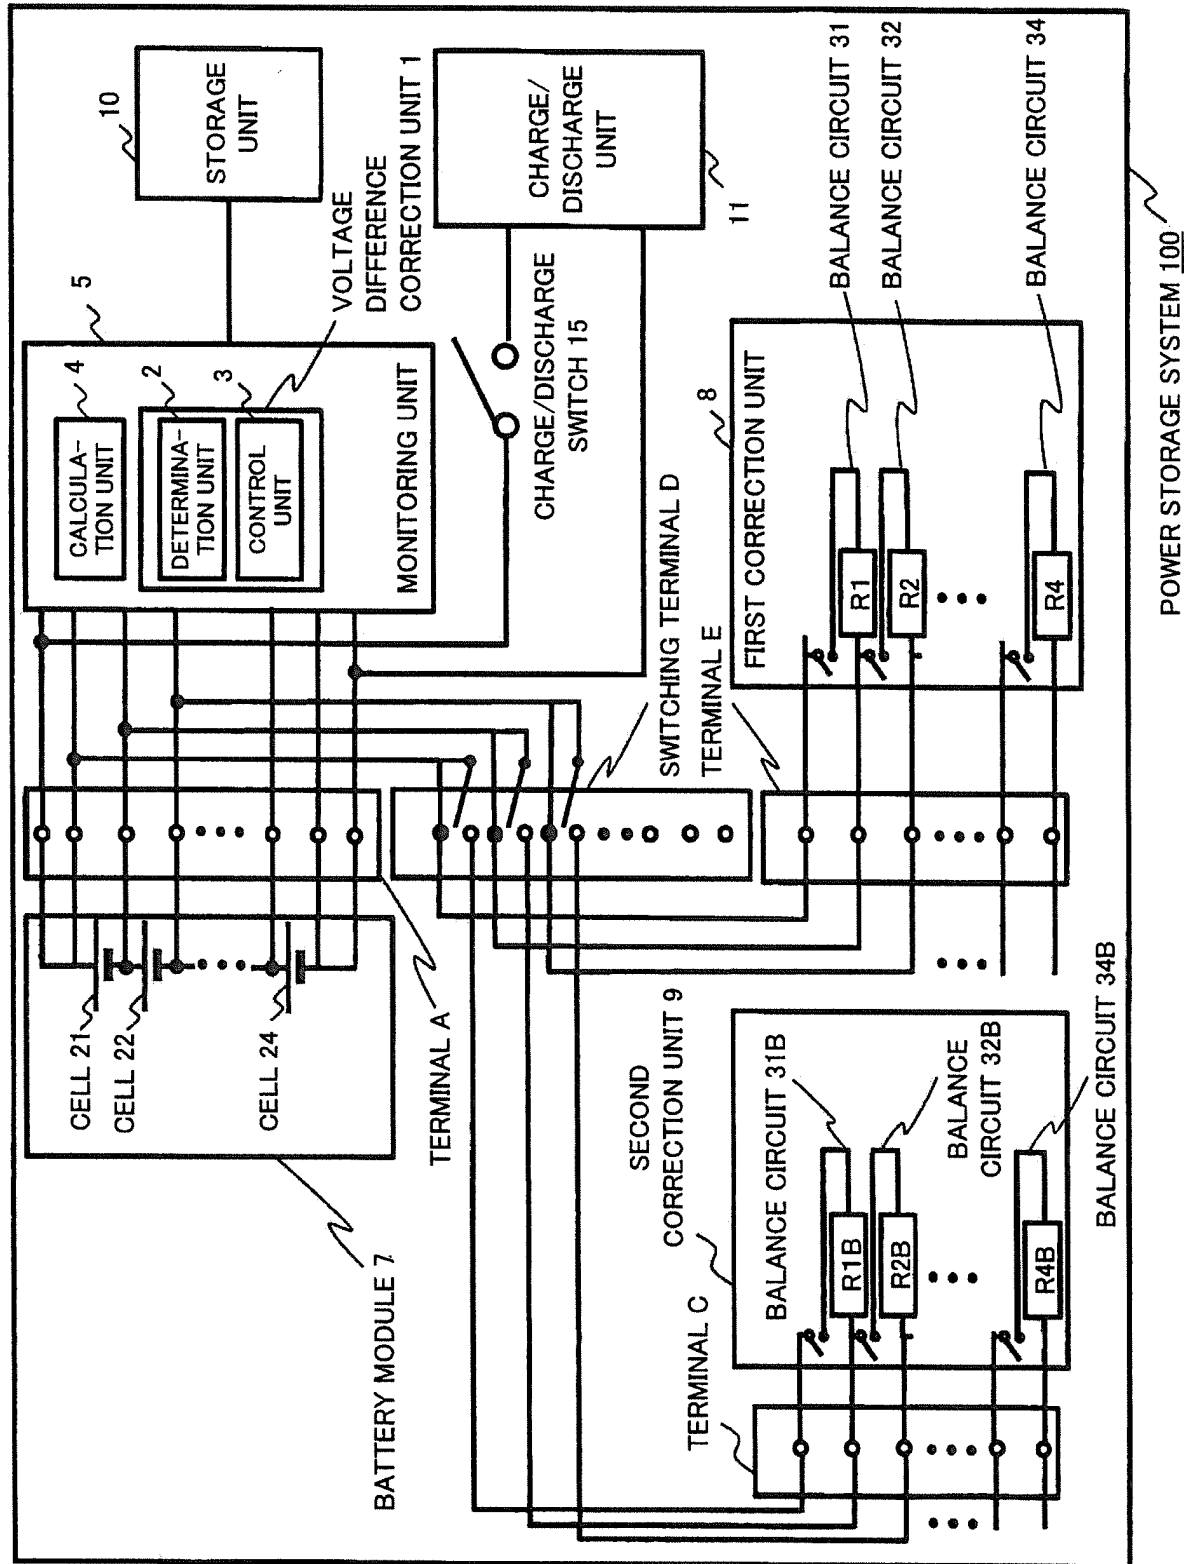 10
STORAGE
UNIT
5
4
CALCULA-
TION UNIT
2
DETERMINA-
TION UNIT
3
CONTROL
UNIT
MONITORING UNIT
VOLTAGE
DIFFERENCE
CORRECTION UNIT 1
CHARGE/
DISCHARGE
UNIT
11
CHARGE/DISCHARGE
SWITCH 15
CELL 21
CELL 22
CELL 24
BATTERY MODULE 7
TERMINAL A
SWITCHING TERMINAL D
TERMINAL E
8
FIRST CORRECTION UNIT
R1
R2
R4
BALANCE CIRCUIT 31
BALANCE CIRCUIT 32
BALANCE CIRCUIT 34
SECOND
CORRECTION UNIT 9
BALANCE CIRCUIT 31B
BALANCE
CIRCUIT 32B
R1B
R2B
R4B
BALANCE CIRCUIT 34B
TERMINAL C
POWER STORAGE SYSTEM 100